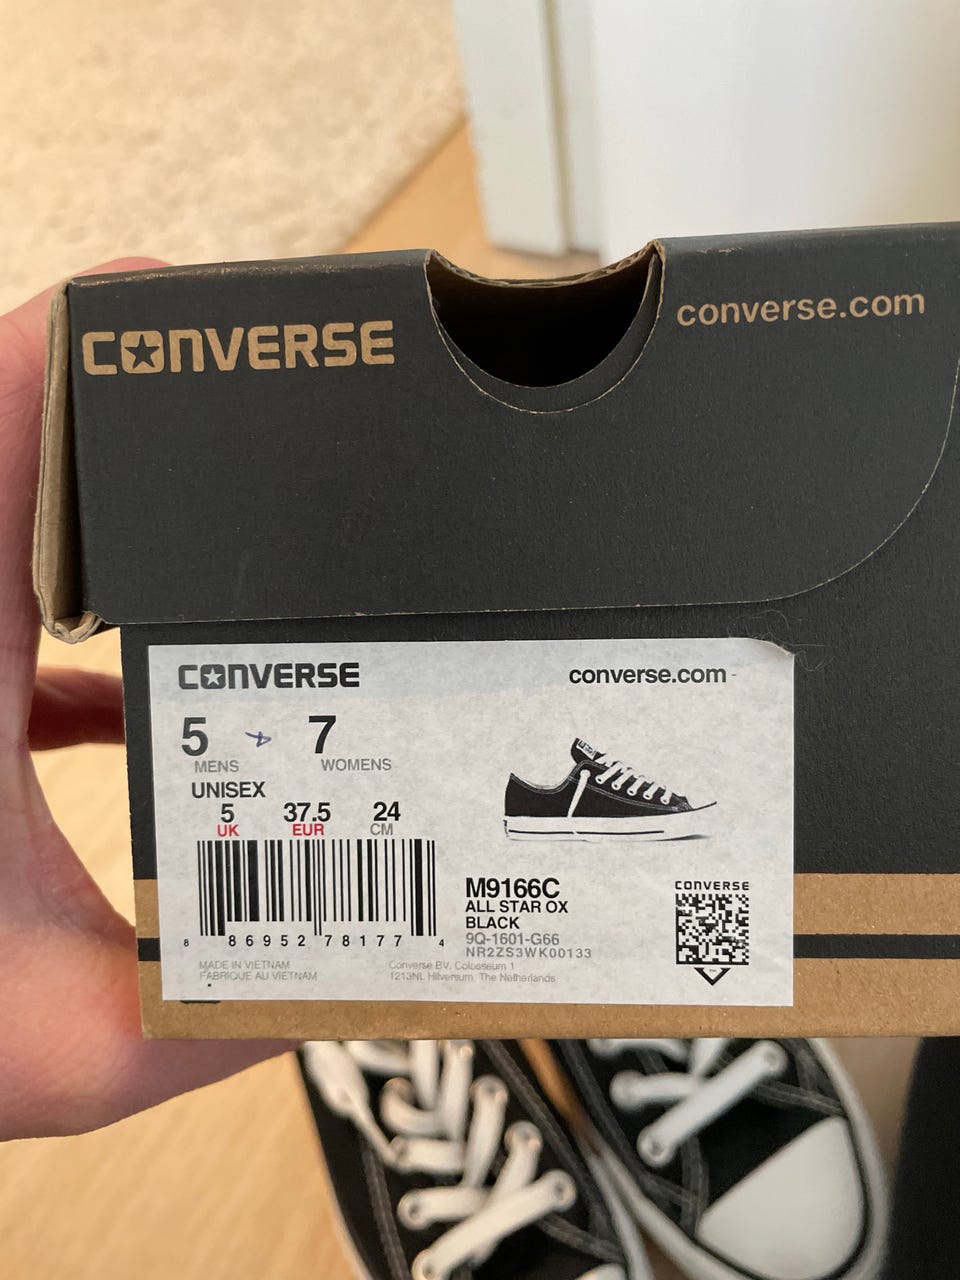 CONVERSE
converse.com
CONVERSE
converse.com
5 7
MENS WOMENS
UNISEX
5 37.5 24
UK EUR CM
8 86952 78177 4
M9166C
ALL STAR OX
BLACK
9Q-1601-G66
NR2ZS3WK00133
CONVERSE
MADE IN VIETNAM
FABRIQUE AU VIETNAM
Converse BV, Colosseum 1
1213NL Hilversum, The Netherlands